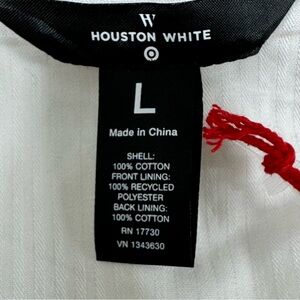 W
HOUSTON WHITE
L
Made in China
SHELL:
100% COTTON
FRONT LINING:
100% RECYCLED
POLYESTER
BACK LINING:
100% COTTON
RN 17730
VN 1343630